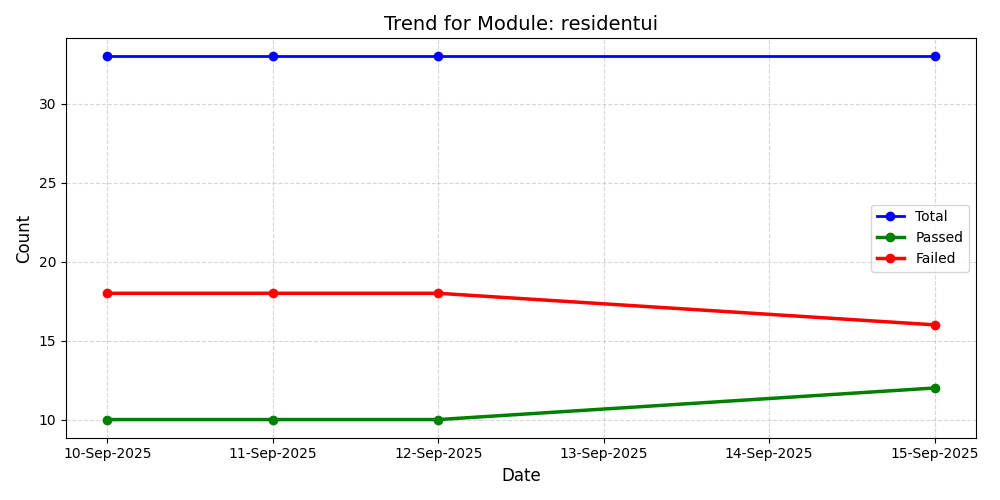 Trend for Module: residentui
Count
30
25
20
15
10
Total
Passed
Failed
10-Sep-2025
11-Sep-2025
12-Sep-2025
13-Sep-2025
14-Sep-2025
15-Sep-2025
Date